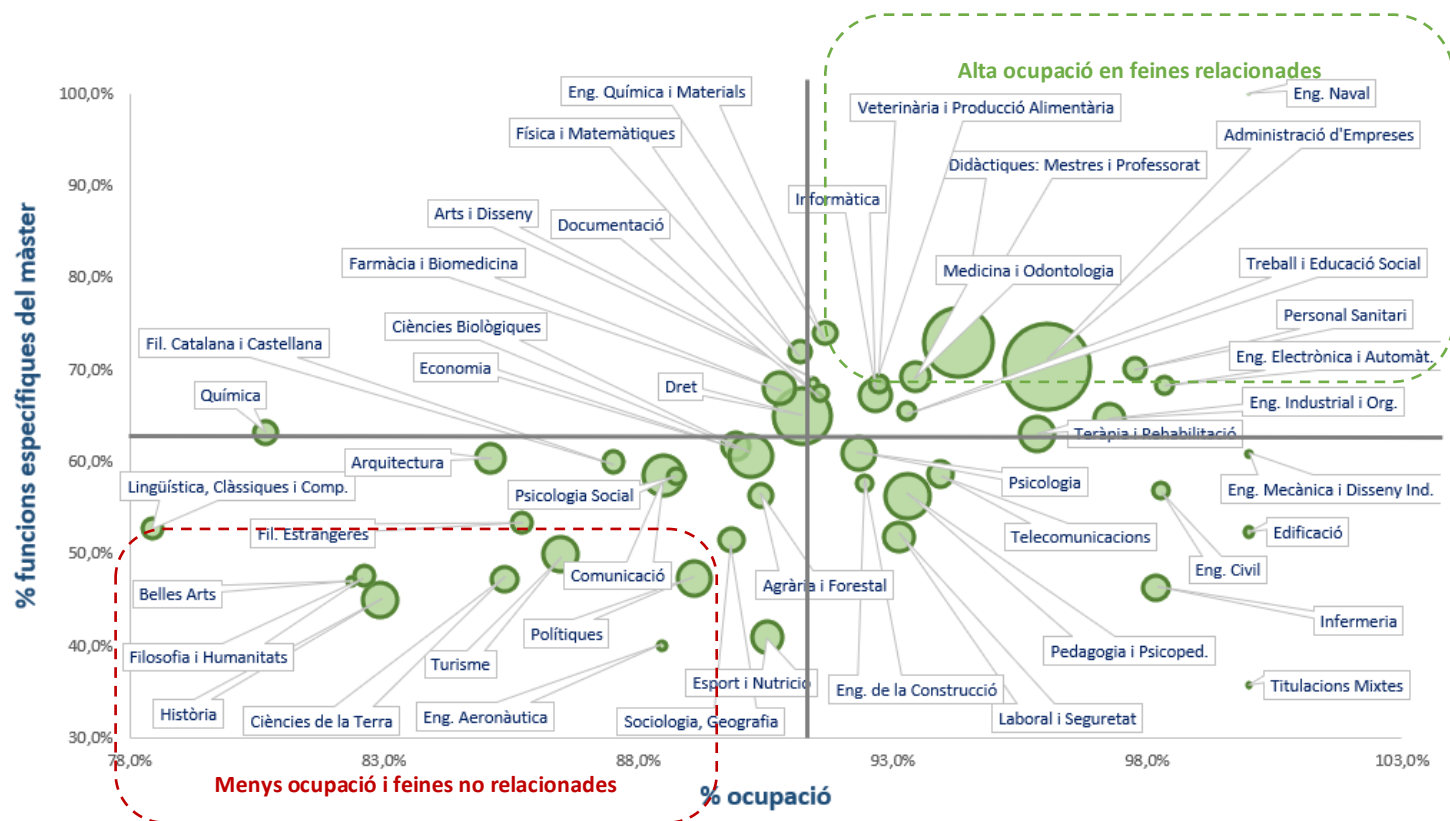 Alta ocupació en feines relacionades
Eng. Química i Materials
Eng. Naval
100,0%
Veterinària i Producció Alimentària
Física i Matemàtiques
Administració d'Empreses
Didàctiques: Mestres i Professorat
90,0%
Informàtica
Arts i Disseny
Documentació
Farmàcia i Biomedicina
Medicina i Odontologia
Treball i Educació Social
80,0%
Personal Sanitari
Ciències Biològiques
Fil. Catalana i Castellana
Eng. Electrònica i Automàt.
Economia
70,0%
Dret
Química
Eng. Industrial i Org.
Teràpia i Rehabilitació
60,0%
Arquitectura
Lingüística, Clàssiques i Comp.
Psicologia Social
Psicologia
Eng. Mecànica i Disseny Ind.
Fil. Estrangeres
Telecomunicacions
Edificació
50,0%
Comunicació
Agrària i Forestal
Eng. Civil
Belles Arts
Polítiques
Infermeria
40,0%
Filosofia i Humanitats
Turisme
Pedagogia i Psicoped.
Esport i Nutrició
Eng. de la Construcció
Titulacions Mixtes
Història
Ciències de la Terra
Eng. Aeronàutica
Sociologia, Geografia
Laboral i Seguretat
30,0%
78,0%
83,0%
88,0%
93,0%
98,0%
103,0%
Menys ocupació i feines no relacionades
% ocupació
% funcions específiques del màster